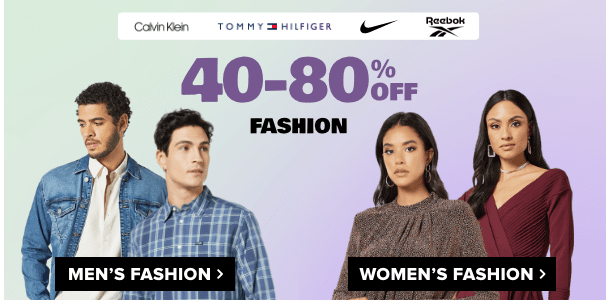 Calvin Klein TOMMY HILFIGER Reebok
40-80% OFF
FASHION
MEN'S FASHION >
WOMEN'S FASHION >